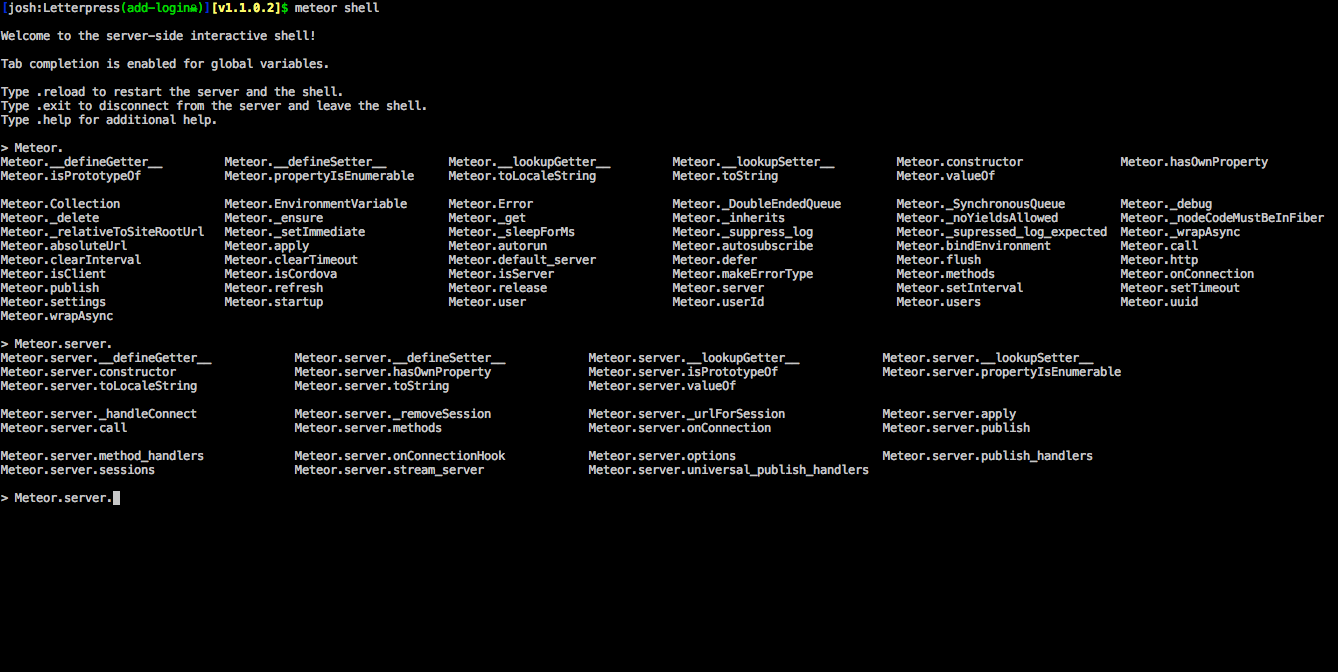 [josh:Letterpress(add-login☠)][v1.1.0.2]$ meteor shell
Welcome to the server-side interactive shell!
Tab completion is enabled for global variables.
Type .reload to restart the server and the shell.
Type .exit to disconnect from the server and leave the shell.
Type .help for additional help.
> Meteor.
Meteor.__defineGetter__ Meteor.__defineSetter__ Meteor.__lookupGetter__ Meteor.__lookupSetter__ Meteor.constructor Meteor.hasOwnProperty
Meteor.isPrototypeOf Meteor.propertyIsEnumerable Meteor.toLocaleString Meteor.toString Meteor.valueOf
Meteor.Collection Meteor.EnvironmentVariable Meteor.Error Meteor._DoubleEndedQueue Meteor._SynchronousQueue Meteor._debug
Meteor._delete Meteor._ensure Meteor._get Meteor._inherits Meteor._noYieldsAllowed Meteor._nodeCodeMustBeInFiber
Meteor._relativeToSiteRootUrl Meteor._setImmediate Meteor._sleepForMs Meteor._suppress_log Meteor._supressed_log_expected Meteor._wrapAsync
Meteor.absoluteUrl Meteor.apply Meteor.autorun Meteor.autosubscribe Meteor.bindEnvironment Meteor.call
Meteor.clearInterval Meteor.clearTimeout Meteor.default_server Meteor.defer Meteor.flush Meteor.http
Meteor.isClient Meteor.isCordova Meteor.isServer Meteor.makeErrorType Meteor.methods Meteor.onConnection
Meteor.publish Meteor.refresh Meteor.release Meteor.server Meteor.setInterval Meteor.setTimeout
Meteor.settings Meteor.startup Meteor.user Meteor.userId Meteor.users Meteor.uuid
Meteor.wrapAsync
> Meteor.server.
Meteor.server.__defineGetter__ Meteor.server.__defineSetter__ Meteor.server.__lookupGetter__ Meteor.server.__lookupSetter__
Meteor.server.constructor Meteor.server.hasOwnProperty Meteor.server.isPrototypeOf Meteor.server.propertyIsEnumerable
Meteor.server.toLocaleString Meteor.server.toString Meteor.server.valueOf
Meteor.server._handleConnect Meteor.server._removeSession Meteor.server._urlForSession Meteor.server.apply
Meteor.server.call Meteor.server.methods Meteor.server.onConnection Meteor.server.publish
Meteor.server.method_handlers Meteor.server.onConnectionHook Meteor.server.options Meteor.server.publish_handlers
Meteor.server.sessions Meteor.server.stream_server Meteor.server.universal_publish_handlers
> Meteor.server.